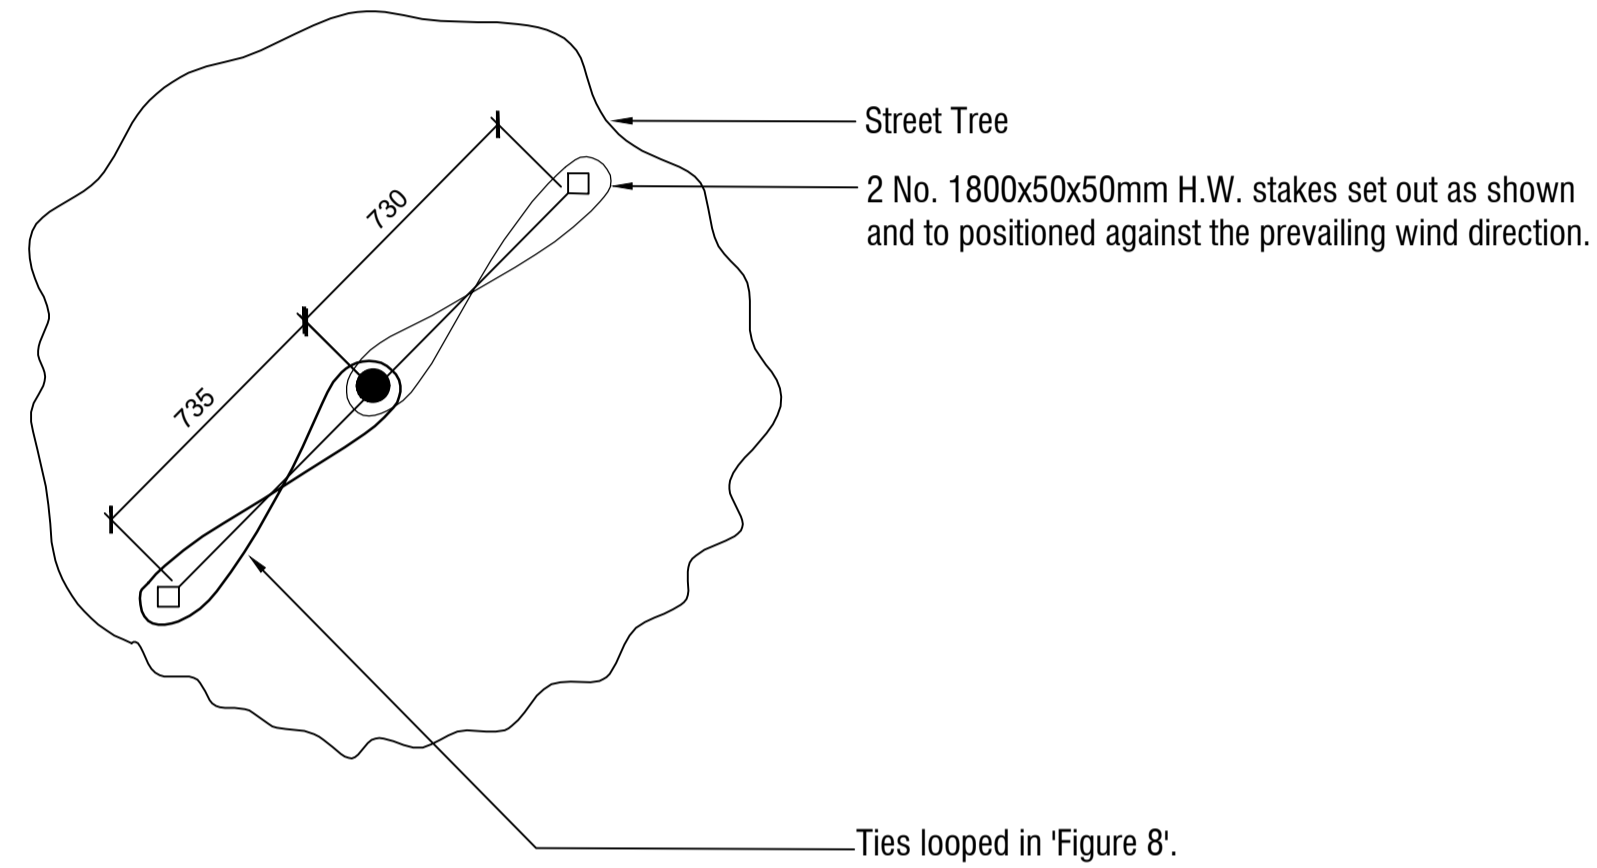 Street Tree
2 No. 1800x50x50mm H.W. stakes set out as shown
and to positioned against the prevailing wind direction.
730
735
Ties looped in 'Figure 8'.